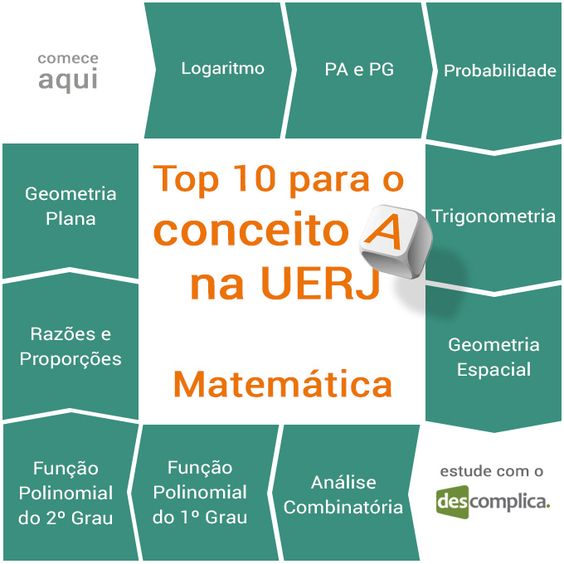 comece
aqui
Logaritmo
PA e PG
Probabilidade
Trigonometria
Geometria
Espacial
estude com o
descomplica.
Análise
Combinatória
Função
Polinomial
do 1º Grau
Função
Polinomial
do 2º Grau
Razões e
Proporções
Geometria
Plana
Top 10 para o
conceito A
na UERJ
Matemática